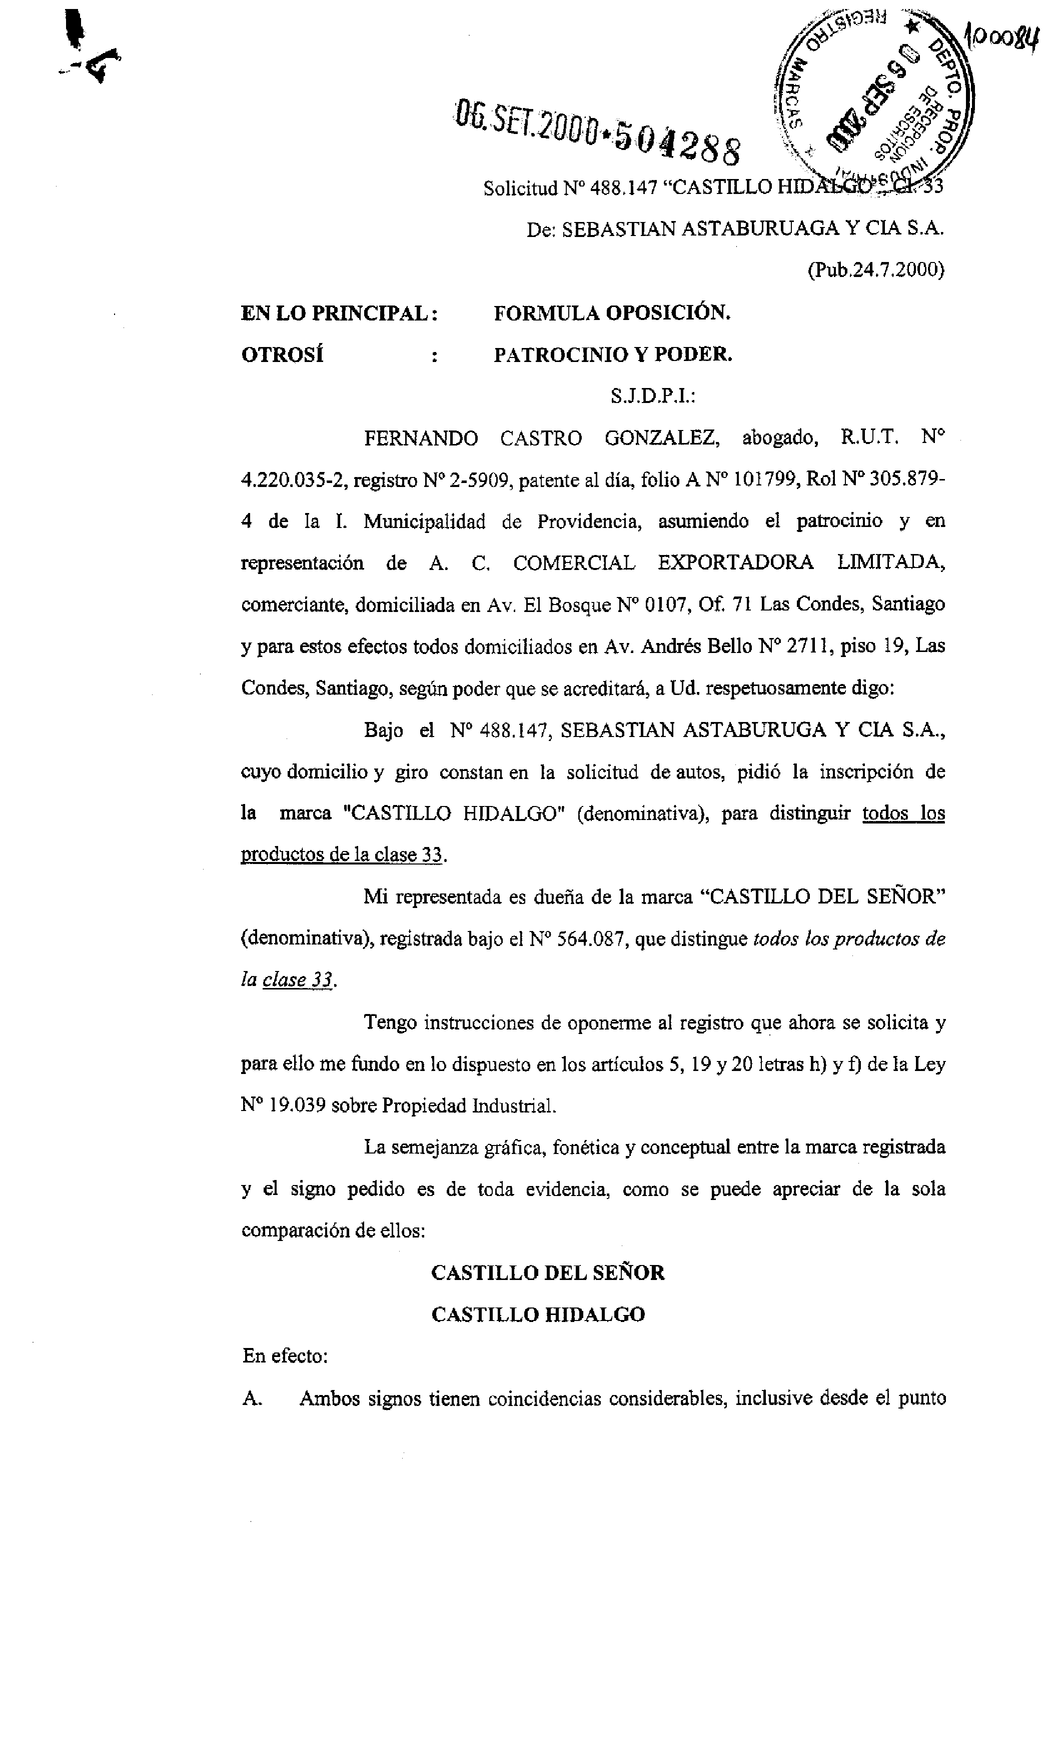 100084
REGISTRO MARCAS ★ DEPTO. PROP. INDUSTRIAL
06 SEP 2000
RECEPCION
DE ESCRITOS
06.SET.2000*504288
Solicitud Nº 488.147 “CASTILLO HIDALGO”, Cl. 33
De: SEBASTIAN ASTABURUAGA Y CIA S.A.
(Pub.24.7.2000)
EN LO PRINCIPAL : FORMULA OPOSICIÓN.
OTROSÍ : PATROCINIO Y PODER.
S.J.D.P.I.:
FERNANDO CASTRO GONZALEZ, abogado, R.U.T. Nº
4.220.035-2, registro Nº 2-5909, patente al día, folio A Nº 101799, Rol Nº 305.879-
4 de la I. Municipalidad de Providencia, asumiendo el patrocinio y en
representación de A. C. COMERCIAL EXPORTADORA LIMITADA,
comerciante, domiciliada en Av. El Bosque Nº 0107, Of. 71 Las Condes, Santiago
y para estos efectos todos domiciliados en Av. Andrés Bello Nº 2711, piso 19, Las
Condes, Santiago, según poder que se acreditará, a Ud. respetuosamente digo:
Bajo el Nº 488.147, SEBASTIAN ASTABURUGA Y CIA S.A.,
cuyo domicilio y giro constan en la solicitud de autos, pidió la inscripción de
la marca "CASTILLO HIDALGO" (denominativa), para distinguir todos los
productos de la clase 33.
Mi representada es dueña de la marca “CASTILLO DEL SEÑOR”
(denominativa), registrada bajo el Nº 564.087, que distingue todos los productos de
la clase 33.
Tengo instrucciones de oponerme al registro que ahora se solicita y
para ello me fundo en lo dispuesto en los artículos 5, 19 y 20 letras h) y f) de la Ley
Nº 19.039 sobre Propiedad Industrial.
La semejanza gráfica, fonética y conceptual entre la marca registrada
y el signo pedido es de toda evidencia, como se puede apreciar de la sola
comparación de ellos:
CASTILLO DEL SEÑOR
CASTILLO HIDALGO
En efecto:
A. Ambos signos tienen coincidencias considerables, inclusive desde el punto